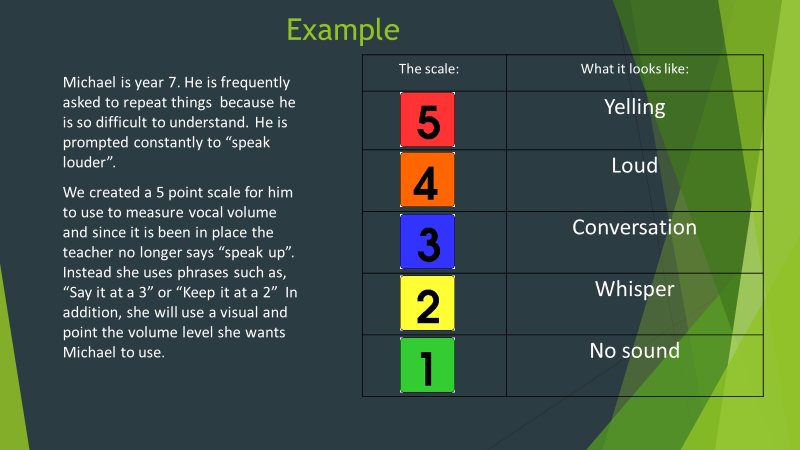 Example
Michael is year 7. He is frequently
asked to repeat things because he
is so difficult to understand. He is
prompted constantly to “speak
louder”.
We created a 5 point scale for him
to use to measure vocal volume
and since it is been in place the
teacher no longer says “speak up”.
Instead she uses phrases such as,
“Say it at a 3” or “Keep it at a 2” In
addition, she will use a visual and
point the volume level she wants
Michael to use.
The scale: What it looks like:
5 Yelling
4 Loud
3 Conversation
2 Whisper
1 No sound